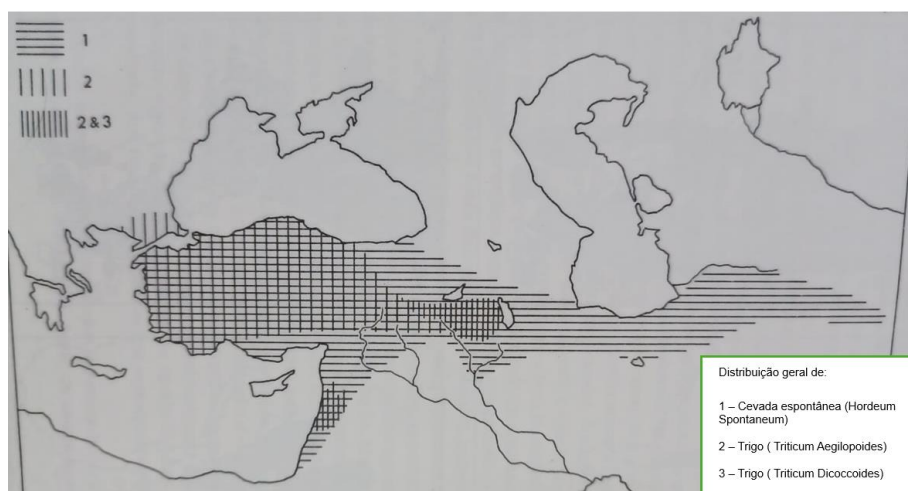 1
2
2&3
Distribuição geral de:
1 – Cevada espontânea (Hordeum
Spontaneum)
2 – Trigo ( Triticum Aegilopoides)
3 – Trigo ( Triticum Dicoccoides)